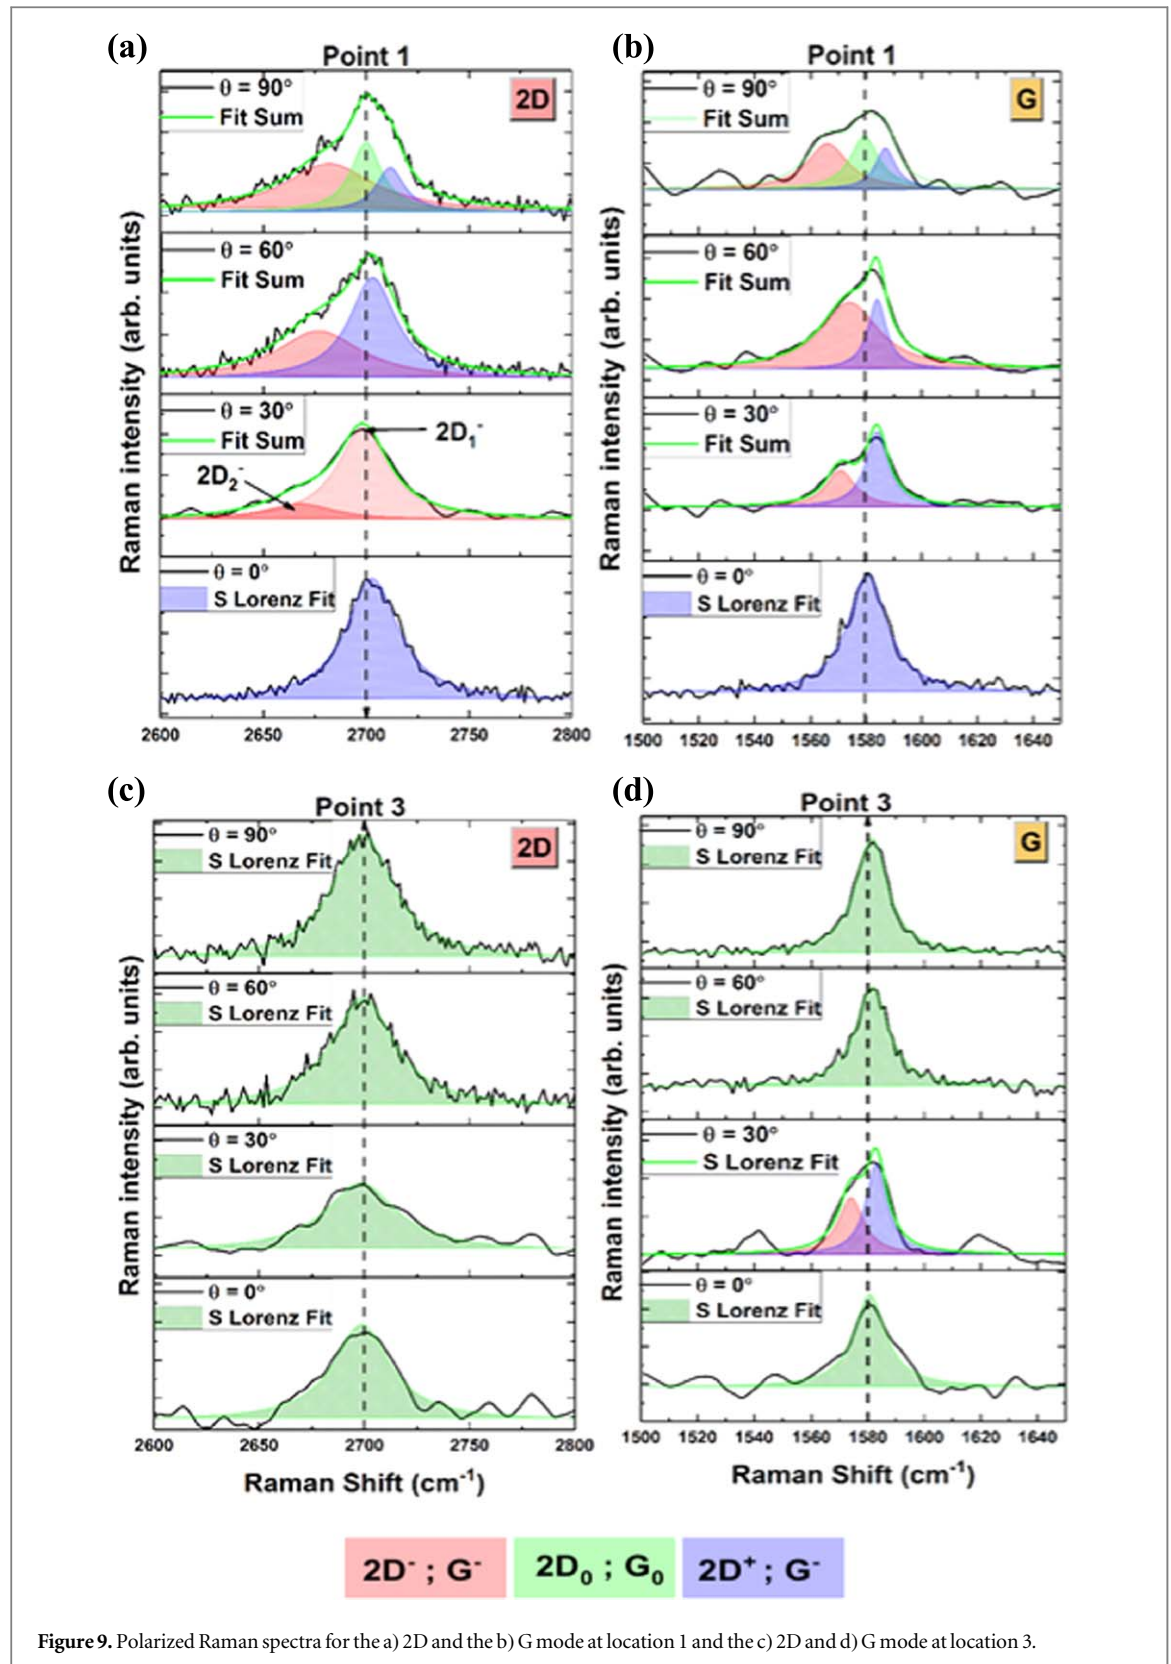 (a)
Point 1
θ = 90°
Fit Sum
2D
θ = 60°
Fit Sum
θ = 30°
Fit Sum
2D₁⁻
2D₂⁻
θ = 0°
S Lorenz Fit
Raman intensity (arb. units)
2600 2650 2700 2750 2800
(b)
Point 1
θ = 90°
Fit Sum
G
θ = 60°
Fit Sum
θ = 30°
Fit Sum
θ = 0°
S Lorenz Fit
Raman intensity (arb. units)
1500 1520 1540 1560 1580 1600 1620 1640
(c)
Point 3
θ = 90°
S Lorenz Fit
2D
θ = 60°
S Lorenz Fit
θ = 30°
S Lorenz Fit
θ = 0°
S Lorenz Fit
Raman intensity (arb. units)
2600 2650 2700 2750 2800
Raman Shift (cm⁻¹)
(d)
Point 3
θ = 90°
S Lorenz Fit
G
θ = 60°
S Lorenz Fit
θ = 30°
S Lorenz Fit
θ = 0°
S Lorenz Fit
Raman intensity (arb. units)
1500 1520 1540 1560 1580 1600 1620 1640
Raman Shift (cm⁻¹)
2D⁻ ; G⁻
2D₀ ; G₀
2D⁺ ; G⁻
Figure 9. Polarized Raman spectra for the a) 2D and the b) G mode at location 1 and the c) 2D and d) G mode at location 3.